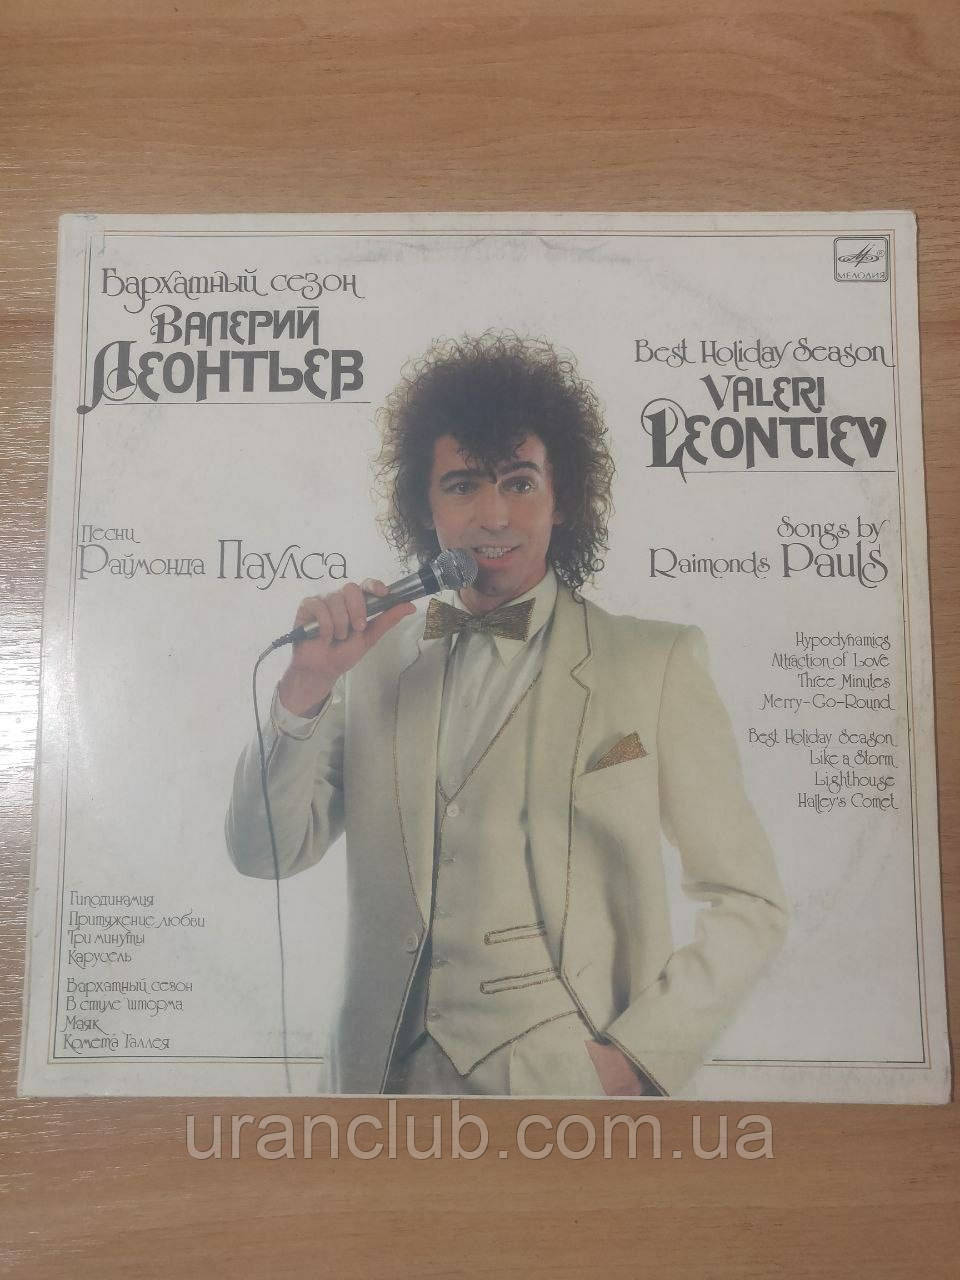 Бархатный сезон
Валерий
Леонтьев
Песни
Раймонда Паулса
МЕЛОДИЯ
®
Best Holiday Season
Valeri
Leontiev
Songs by
Raimonds Pauls
Hypodynamics
Attraction of Love
Three Minutes
Merry-Go-Round
Best Holiday Season
Like a Storm
Lighthouse
Halley's Comet
Гиподинамия
Притяжение любви
Три минуты
Карусель
Бархатный сезон
В стиле шторма
Маяк
Комета Галлея
uranclub.com.ua